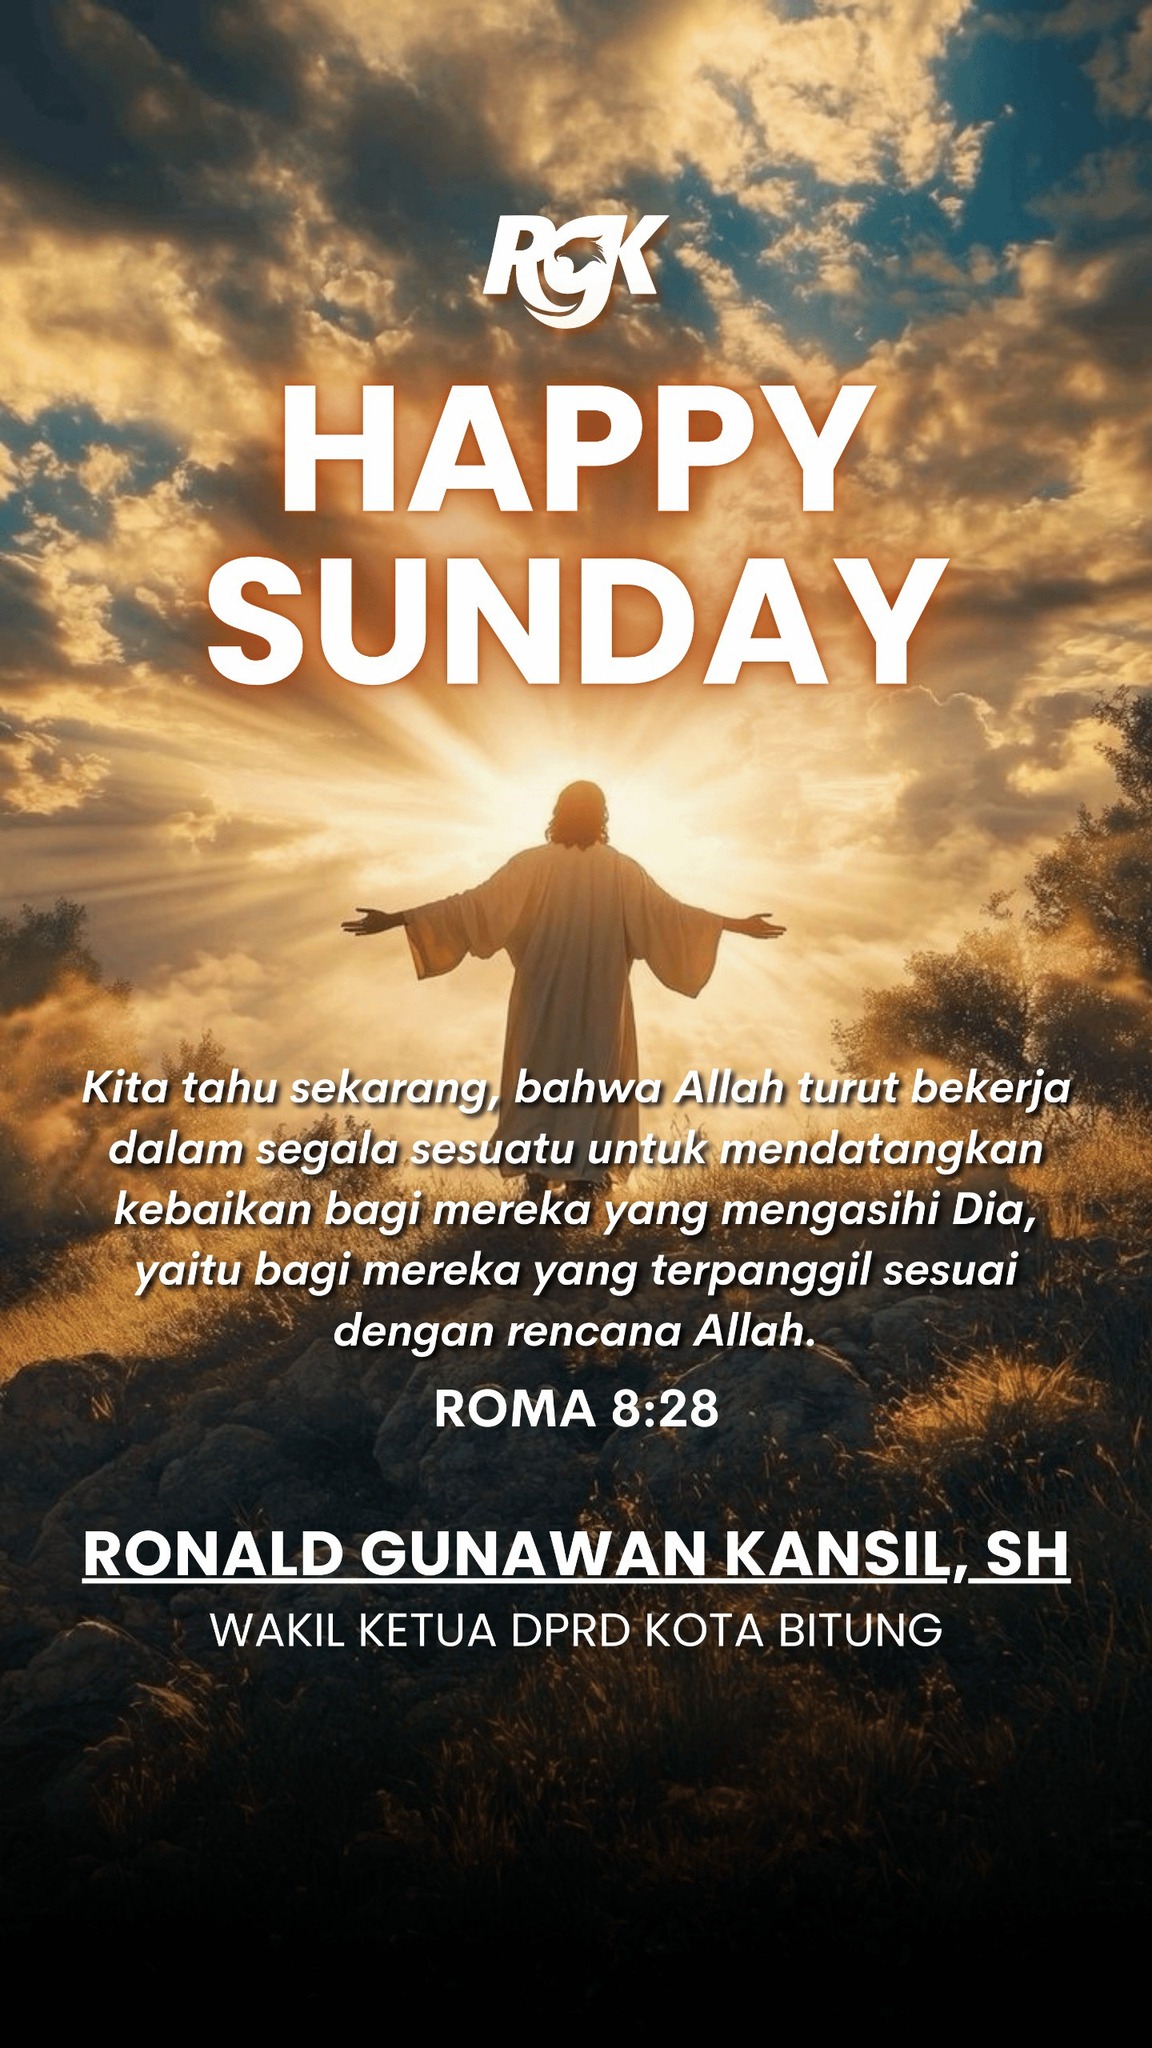 RGK
HAPPY
SUNDAY
Kita tahu sekarang, bahwa Allah turut bekerja
dalam segala sesuatu untuk mendatangkan
kebaikan bagi mereka yang mengasihi Dia,
yaitu bagi mereka yang terpanggil sesuai
dengan rencana Allah.
ROMA 8:28
RONALD GUNAWAN KANSIL, SH
WAKIL KETUA DPRD KOTA BITUNG